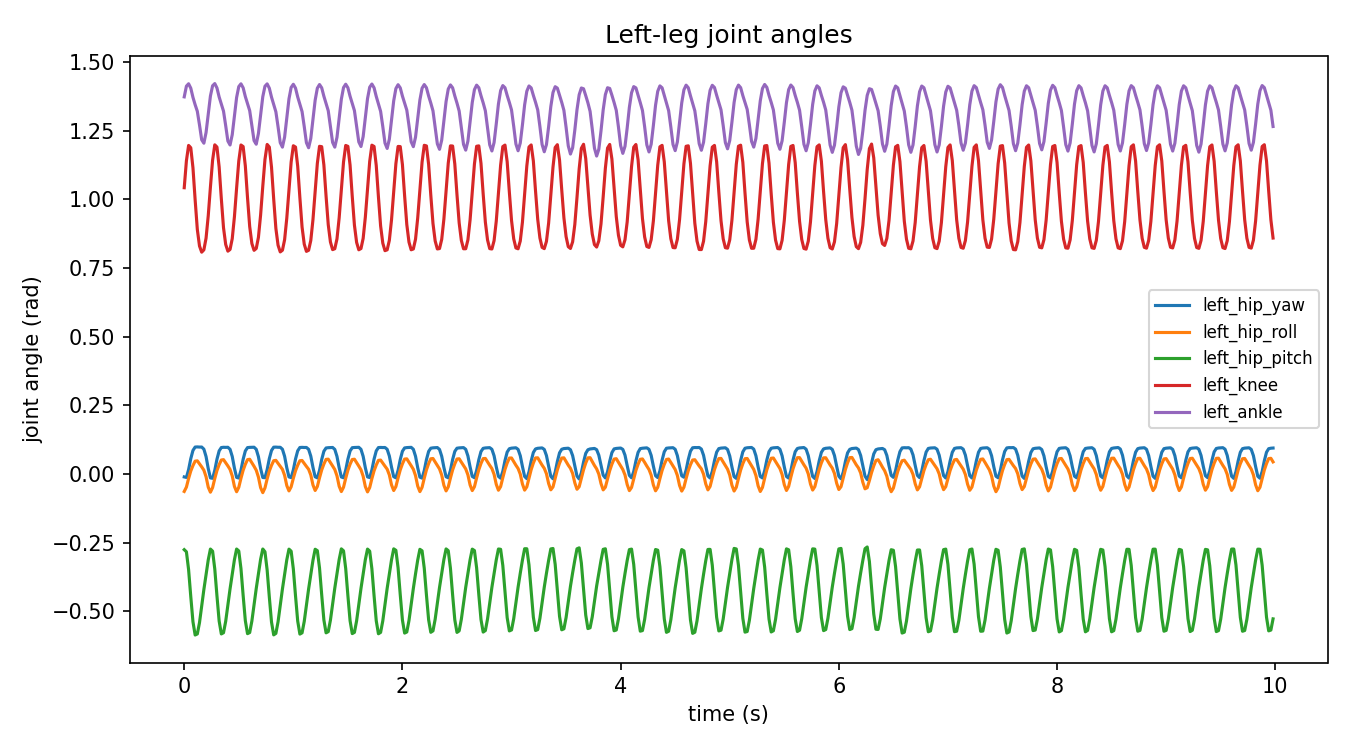 Left-leg joint angles
joint angle (rad)
1.50
1.25
1.00
0.75
0.50
0.25
0.00
−0.25
−0.50
left_hip_yaw
left_hip_roll
left_hip_pitch
left_knee
left_ankle
0 2 4 6 8 10
time (s)